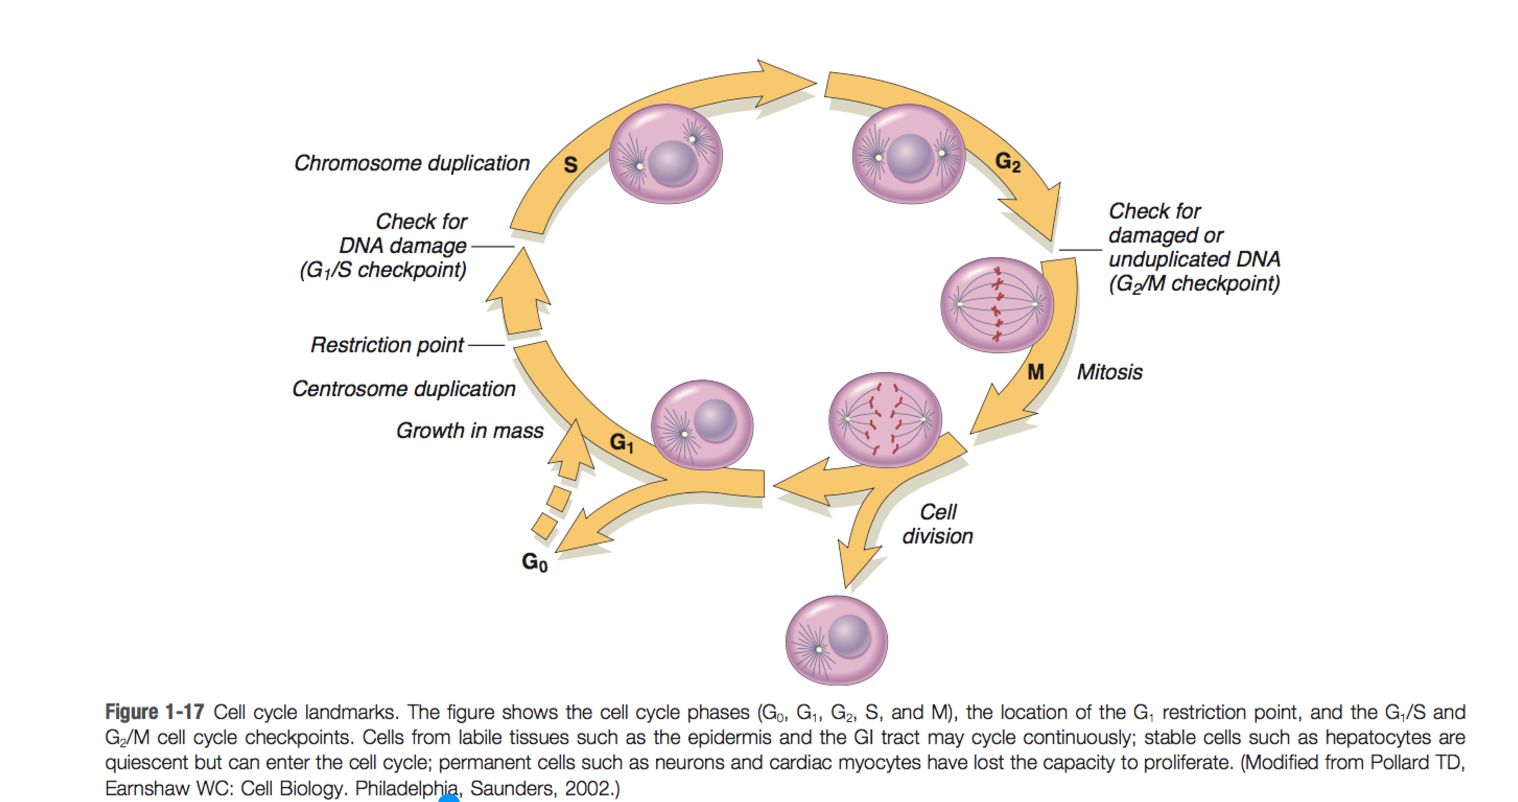 Chromosome duplication
S
G₂
Check for
DNA damage
(G₁/S checkpoint)
Check for
damaged or
unduplicated DNA
(G₂/M checkpoint)
Restriction point
Centrosome duplication
Growth in mass
M
Mitosis
G₁
G₀
Cell
division
Figure 1-17 Cell cycle landmarks. The figure shows the cell cycle phases (G₀, G₁, G₂, S, and M), the location of the G₁ restriction point, and the G₁/S and
G₂/M cell cycle checkpoints. Cells from labile tissues such as the epidermis and the GI tract may cycle continuously; stable cells such as hepatocytes are
quiescent but can enter the cell cycle; permanent cells such as neurons and cardiac myocytes have lost the capacity to proliferate. (Modified from Pollard TD,
Earnshaw WC: Cell Biology. Philadelphia, Saunders, 2002.)